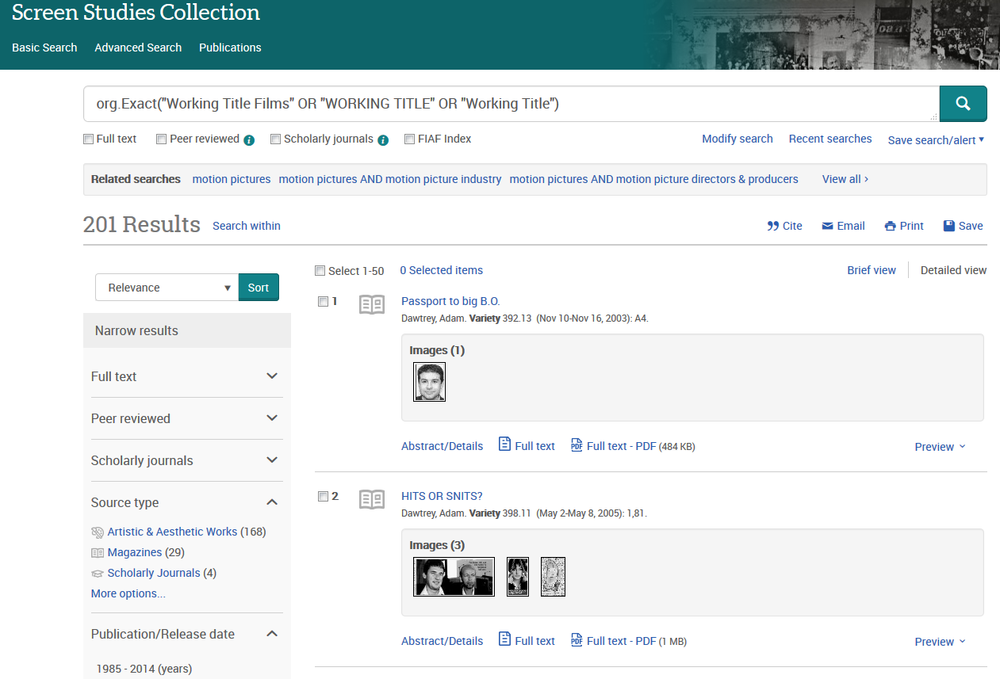 Screen Studies Collection
Basic Search Advanced Search Publications
org.Exact("Working Title Films" OR "WORKING TITLE" OR "Working Title")
Full text Peer reviewed Scholarly journals FIAF Index Modify search Recent searches Save search/alert
Related searches motion pictures motion pictures AND motion picture industry motion pictures AND motion picture directors & producers View all ›
201 Results Search within Cite Email Print Save
Select 1-50 0 Selected items Brief view Detailed view
Relevance Sort
1 Passport to big B.O.
Dawtrey, Adam. Variety 392.13 (Nov 10-Nov 16, 2003): A4.
Images (1)
Abstract/Details Full text PDF Full text - PDF (484 KB) Preview
2 HITS OR SNITS?
Dawtrey, Adam. Variety 398.11 (May 2-May 8, 2005): 1,81.
Images (3)
Abstract/Details Full text PDF Full text - PDF (1 MB) Preview
Narrow results
Full text
Peer reviewed
Scholarly journals
Source type
Artistic & Aesthetic Works (168)
Magazines (29)
Scholarly Journals (4)
More options...
Publication/Release date
1985 - 2014 (years)